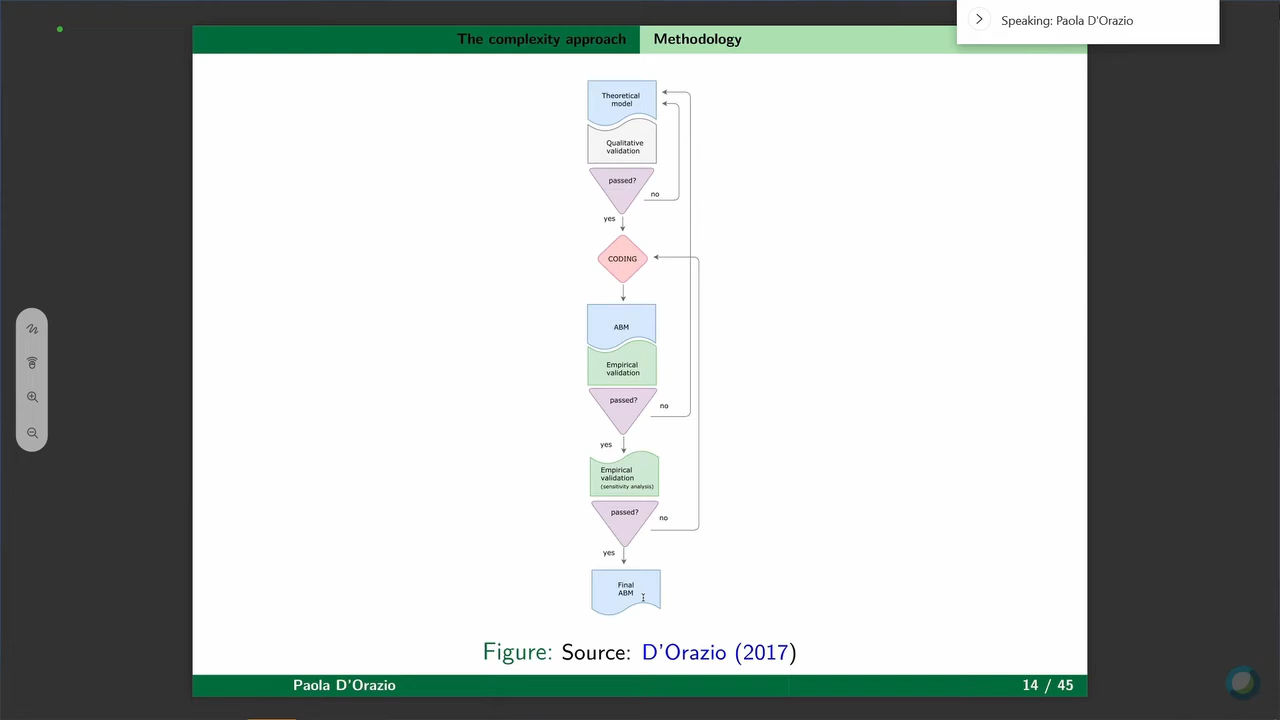 Speaking: Paola D'Orazio
The complexity approach
Methodology
Theoretical
model
Qualitative
validation
passed?
no
yes
CODING
ABM
Empirical
validation
passed?
no
yes
Empirical
validation
(sensitivity analysis)
passed?
no
yes
Final
ABM
Figure: Source: D'Orazio (2017)
Paola D'Orazio
14 / 45